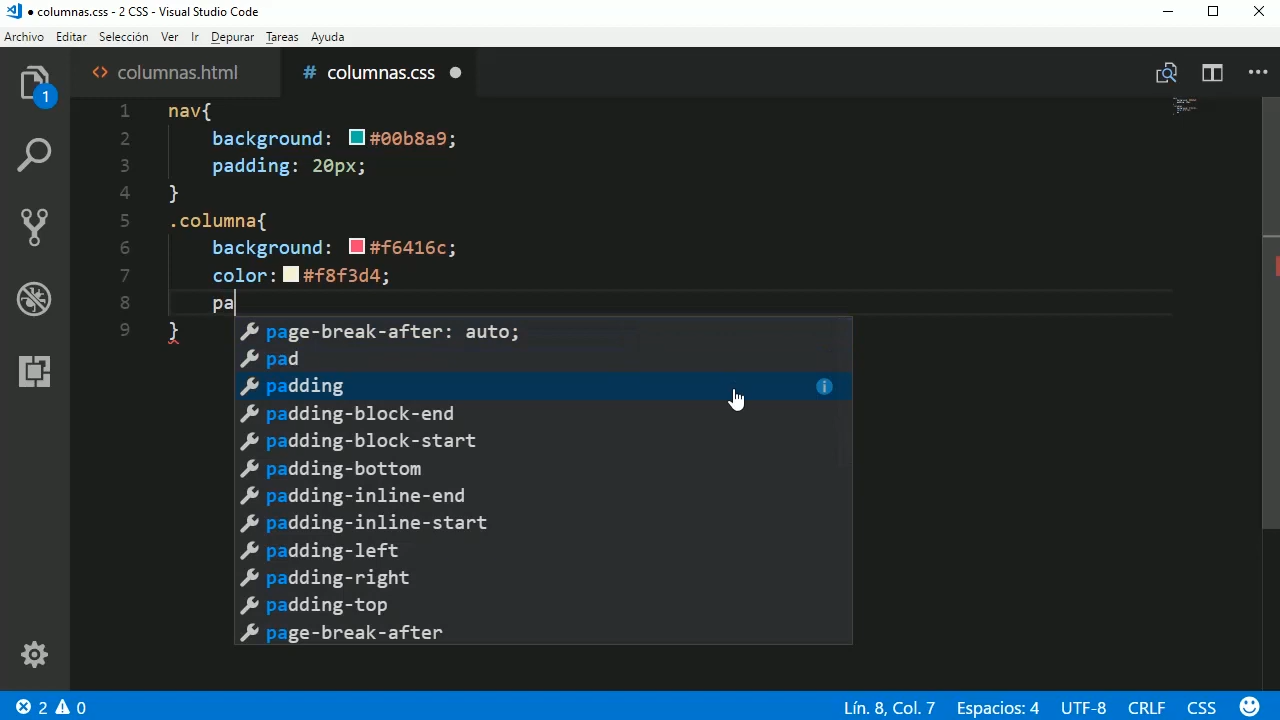 ● columnas.css - 2 CSS - Visual Studio Code
Archivo Editar Selección Ver Ir Depurar Tareas Ayuda
<> columnas.html # columnas.css ●
1 nav{
2 background: #00b8a9;
3 padding: 20px;
4 }
5 .columna{
6 background: #f6416c;
7 color: #f8f3d4;
8 pa
9 }
page-break-after: auto;
pad
padding
padding-block-end
padding-block-start
padding-bottom
padding-inline-end
padding-inline-start
padding-left
padding-right
padding-top
page-break-after
1
2 0 Lín. 8, Col. 7 Espacios: 4 UTF-8 CRLF CSS